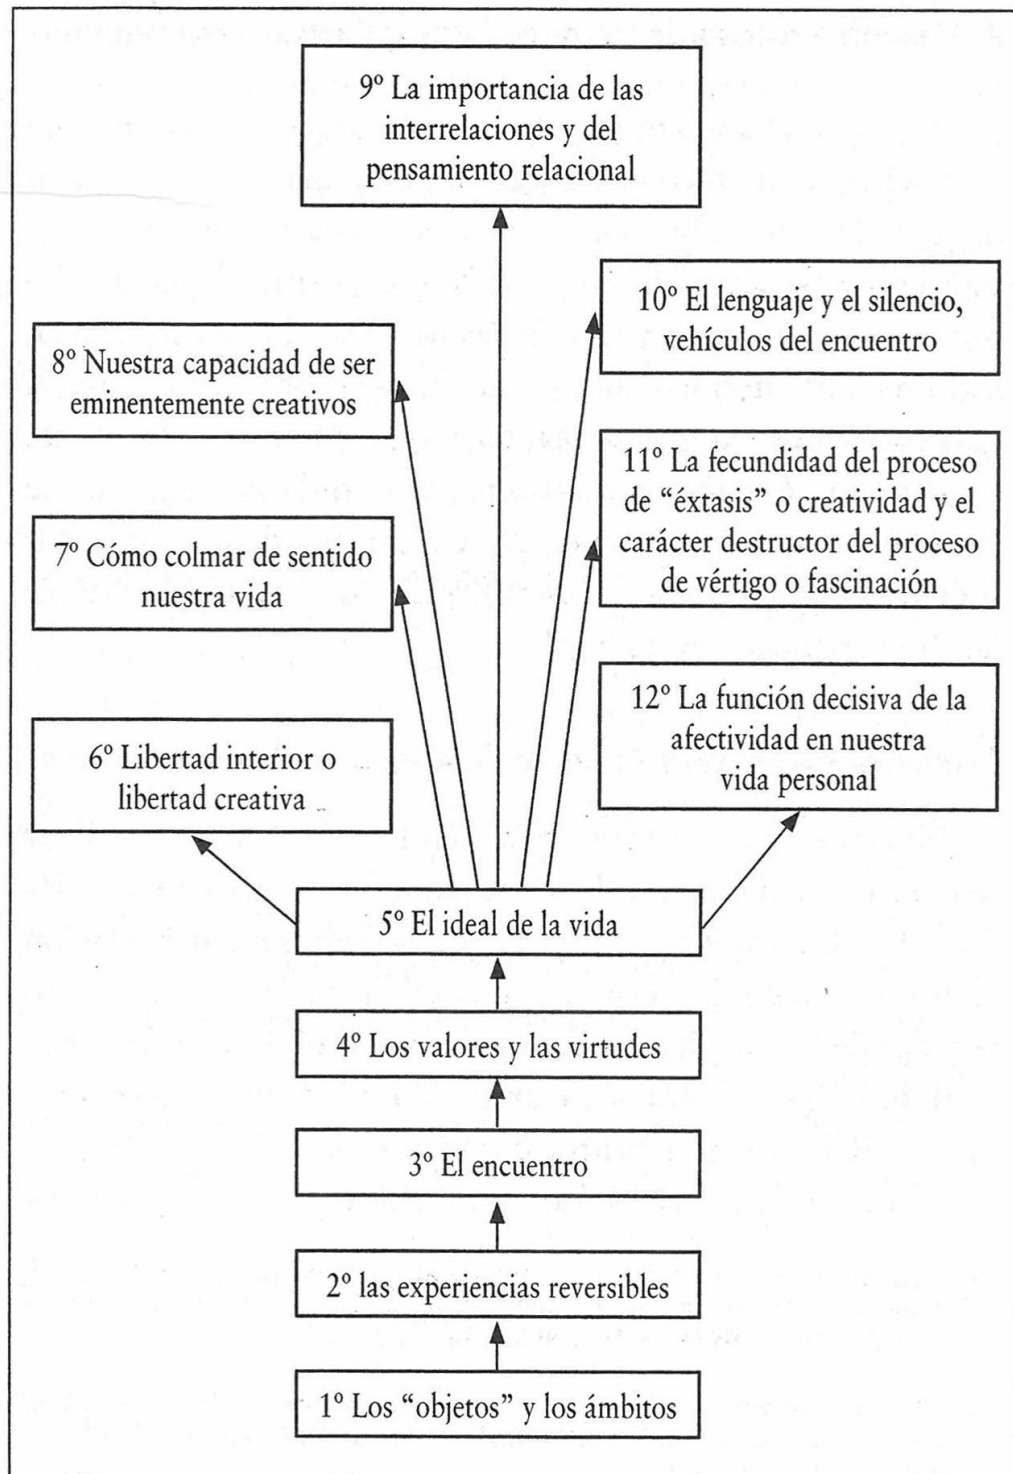 9º La importancia de las
interrelaciones y del
pensamiento relacional
10º El lenguaje y el silencio,
vehículos del encuentro
8º Nuestra capacidad de ser
eminentemente creativos
11º La fecundidad del proceso
de “éxtasis” o creatividad y el
carácter destructor del proceso
de vértigo o fascinación
7º Cómo colmar de sentido
nuestra vida
12º La función decisiva de la
afectividad en nuestra
vida personal
6º Libertad interior o
libertad creativa
5º El ideal de la vida
4º Los valores y las virtudes
3º El encuentro
2º las experiencias reversibles
1º Los “objetos” y los ámbitos